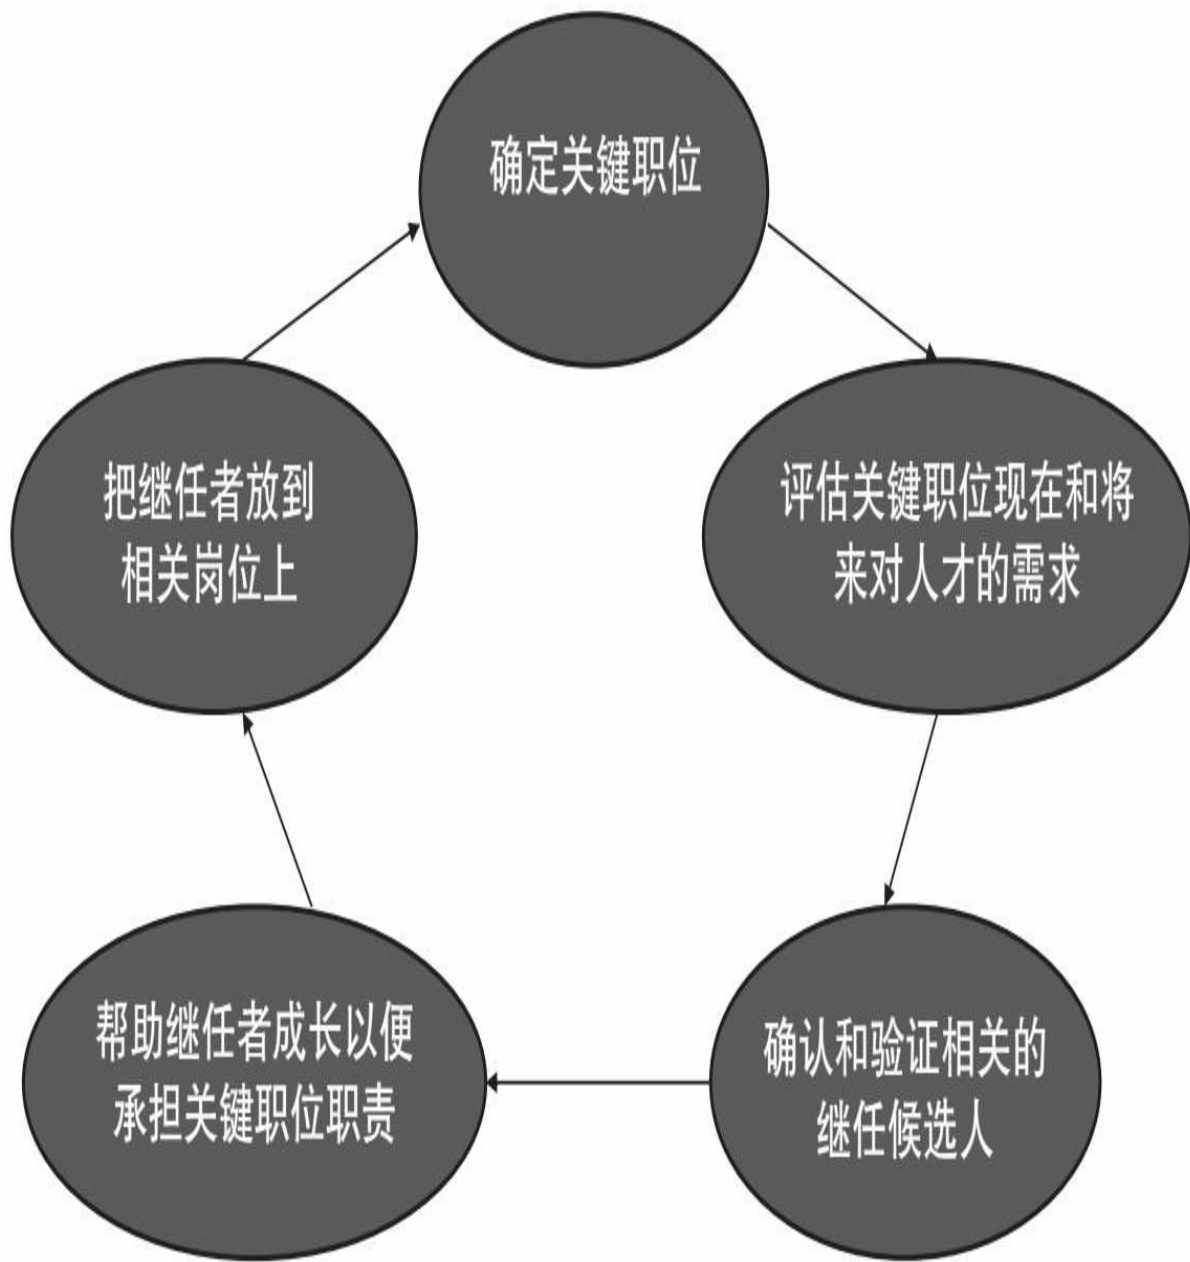 确定关键职位
评估关键职位现在和将
来对人才的需求
确认和验证相关的
继任候选人
帮助继任者成长以便
承担关键职位职责
把继任者放到
相关岗位上